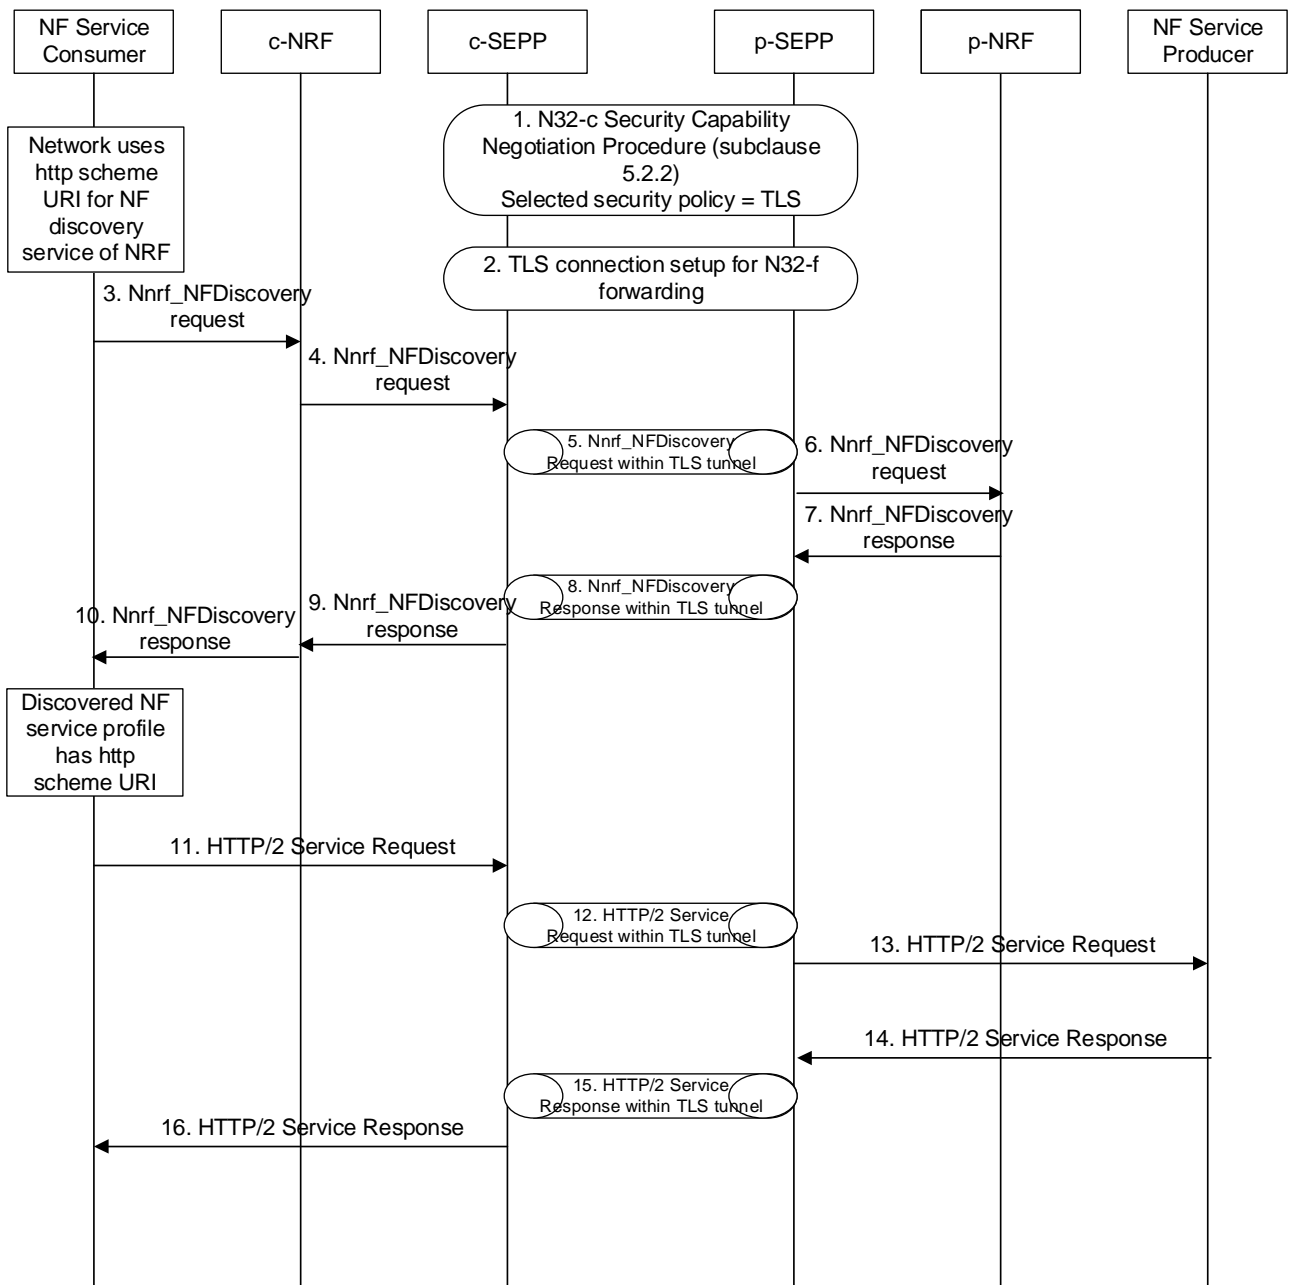 NF Service
Consumer
c-NRF
c-SEPP
p-SEPP
p-NRF
NF Service
Producer
1. N32-c Security Capability
Negotiation Procedure (subclause
5.2.2)
Selected security policy = TLS
Network uses
http scheme
URI for NF
discovery
service of NRF
2. TLS connection setup for N32-f
forwarding
3. Nnrf_NFDiscovery
request
4. Nnrf_NFDiscovery
request
5. Nnrf_NFDiscovery
Request within TLS tunnel
6. Nnrf_NFDiscovery
request
7. Nnrf_NFDiscovery
response
8. Nnrf_NFDiscovery
Response within TLS tunnel
9. Nnrf_NFDiscovery
response
10. Nnrf_NFDiscovery
response
Discovered NF
service profile
has http
scheme URI
11. HTTP/2 Service Request
12. HTTP/2 Service
Request within TLS tunnel
13. HTTP/2 Service Request
14. HTTP/2 Service Response
15. HTTP/2 Service
Response within TLS tunnel
16. HTTP/2 Service Response